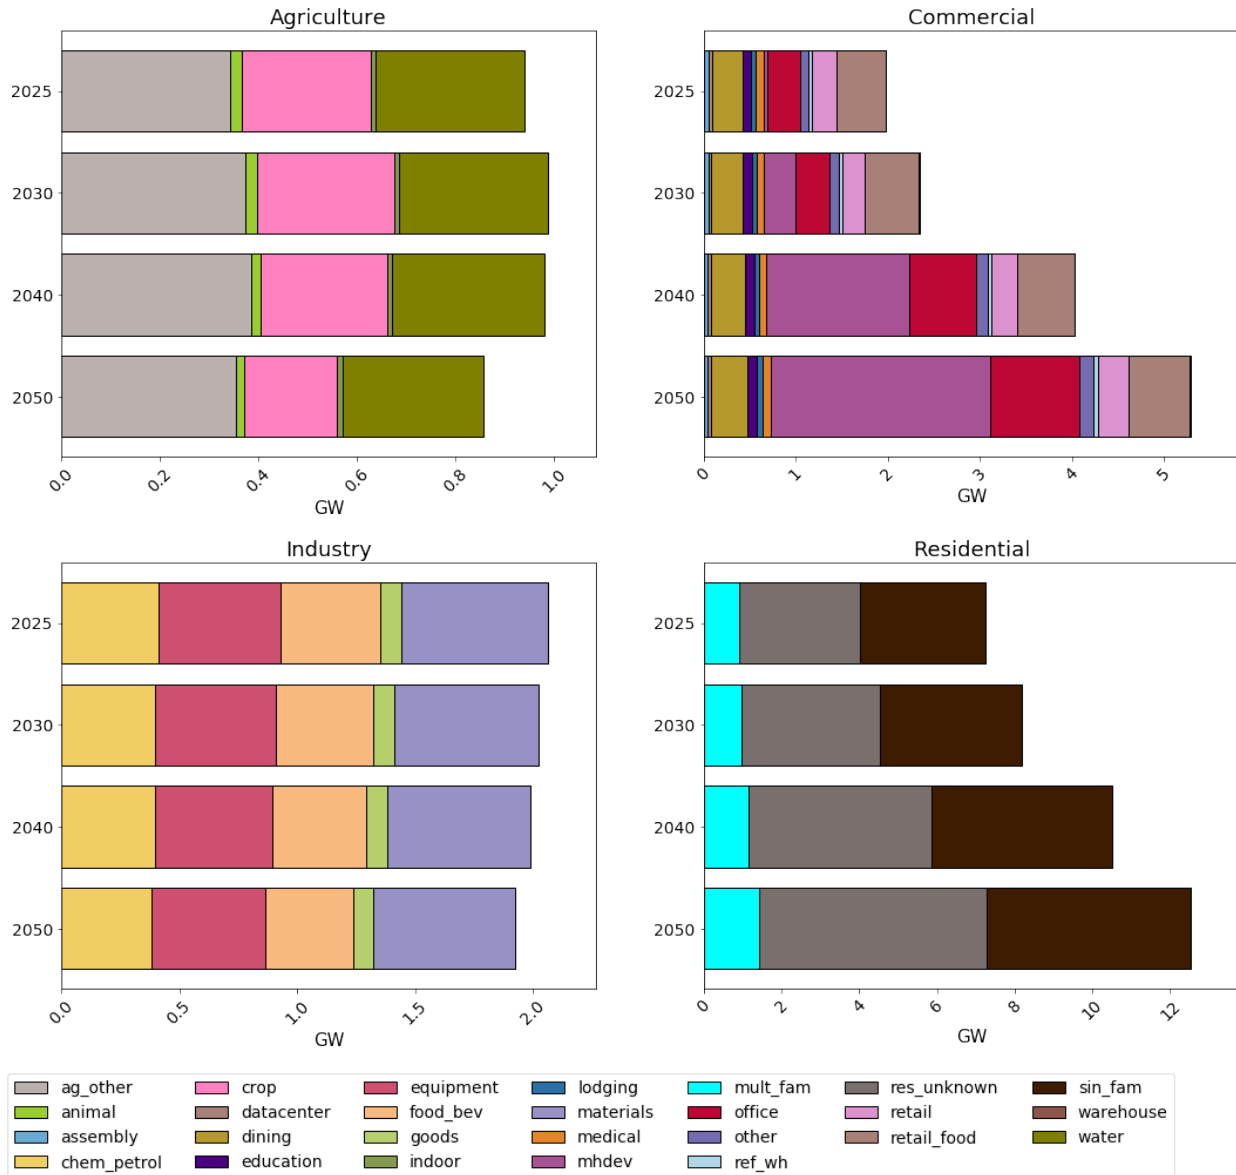 Agriculture
2025
2030
2040
2050
0.0 0.2 0.4 0.6 0.8 1.0
GW
Commercial
2025
2030
2040
2050
0 1 2 3 4 5
GW
Industry
2025
2030
2040
2050
0.0 0.5 1.0 1.5 2.0
GW
Residential
2025
2030
2040
2050
0 2 4 6 8 10 12
GW
ag_other crop equipment lodging mult_fam res_unknown sin_fam
animal datacenter food_bev materials office retail warehouse
assembly dining goods medical other retail_food water
chem_petrol education indoor mhdev ref_wh